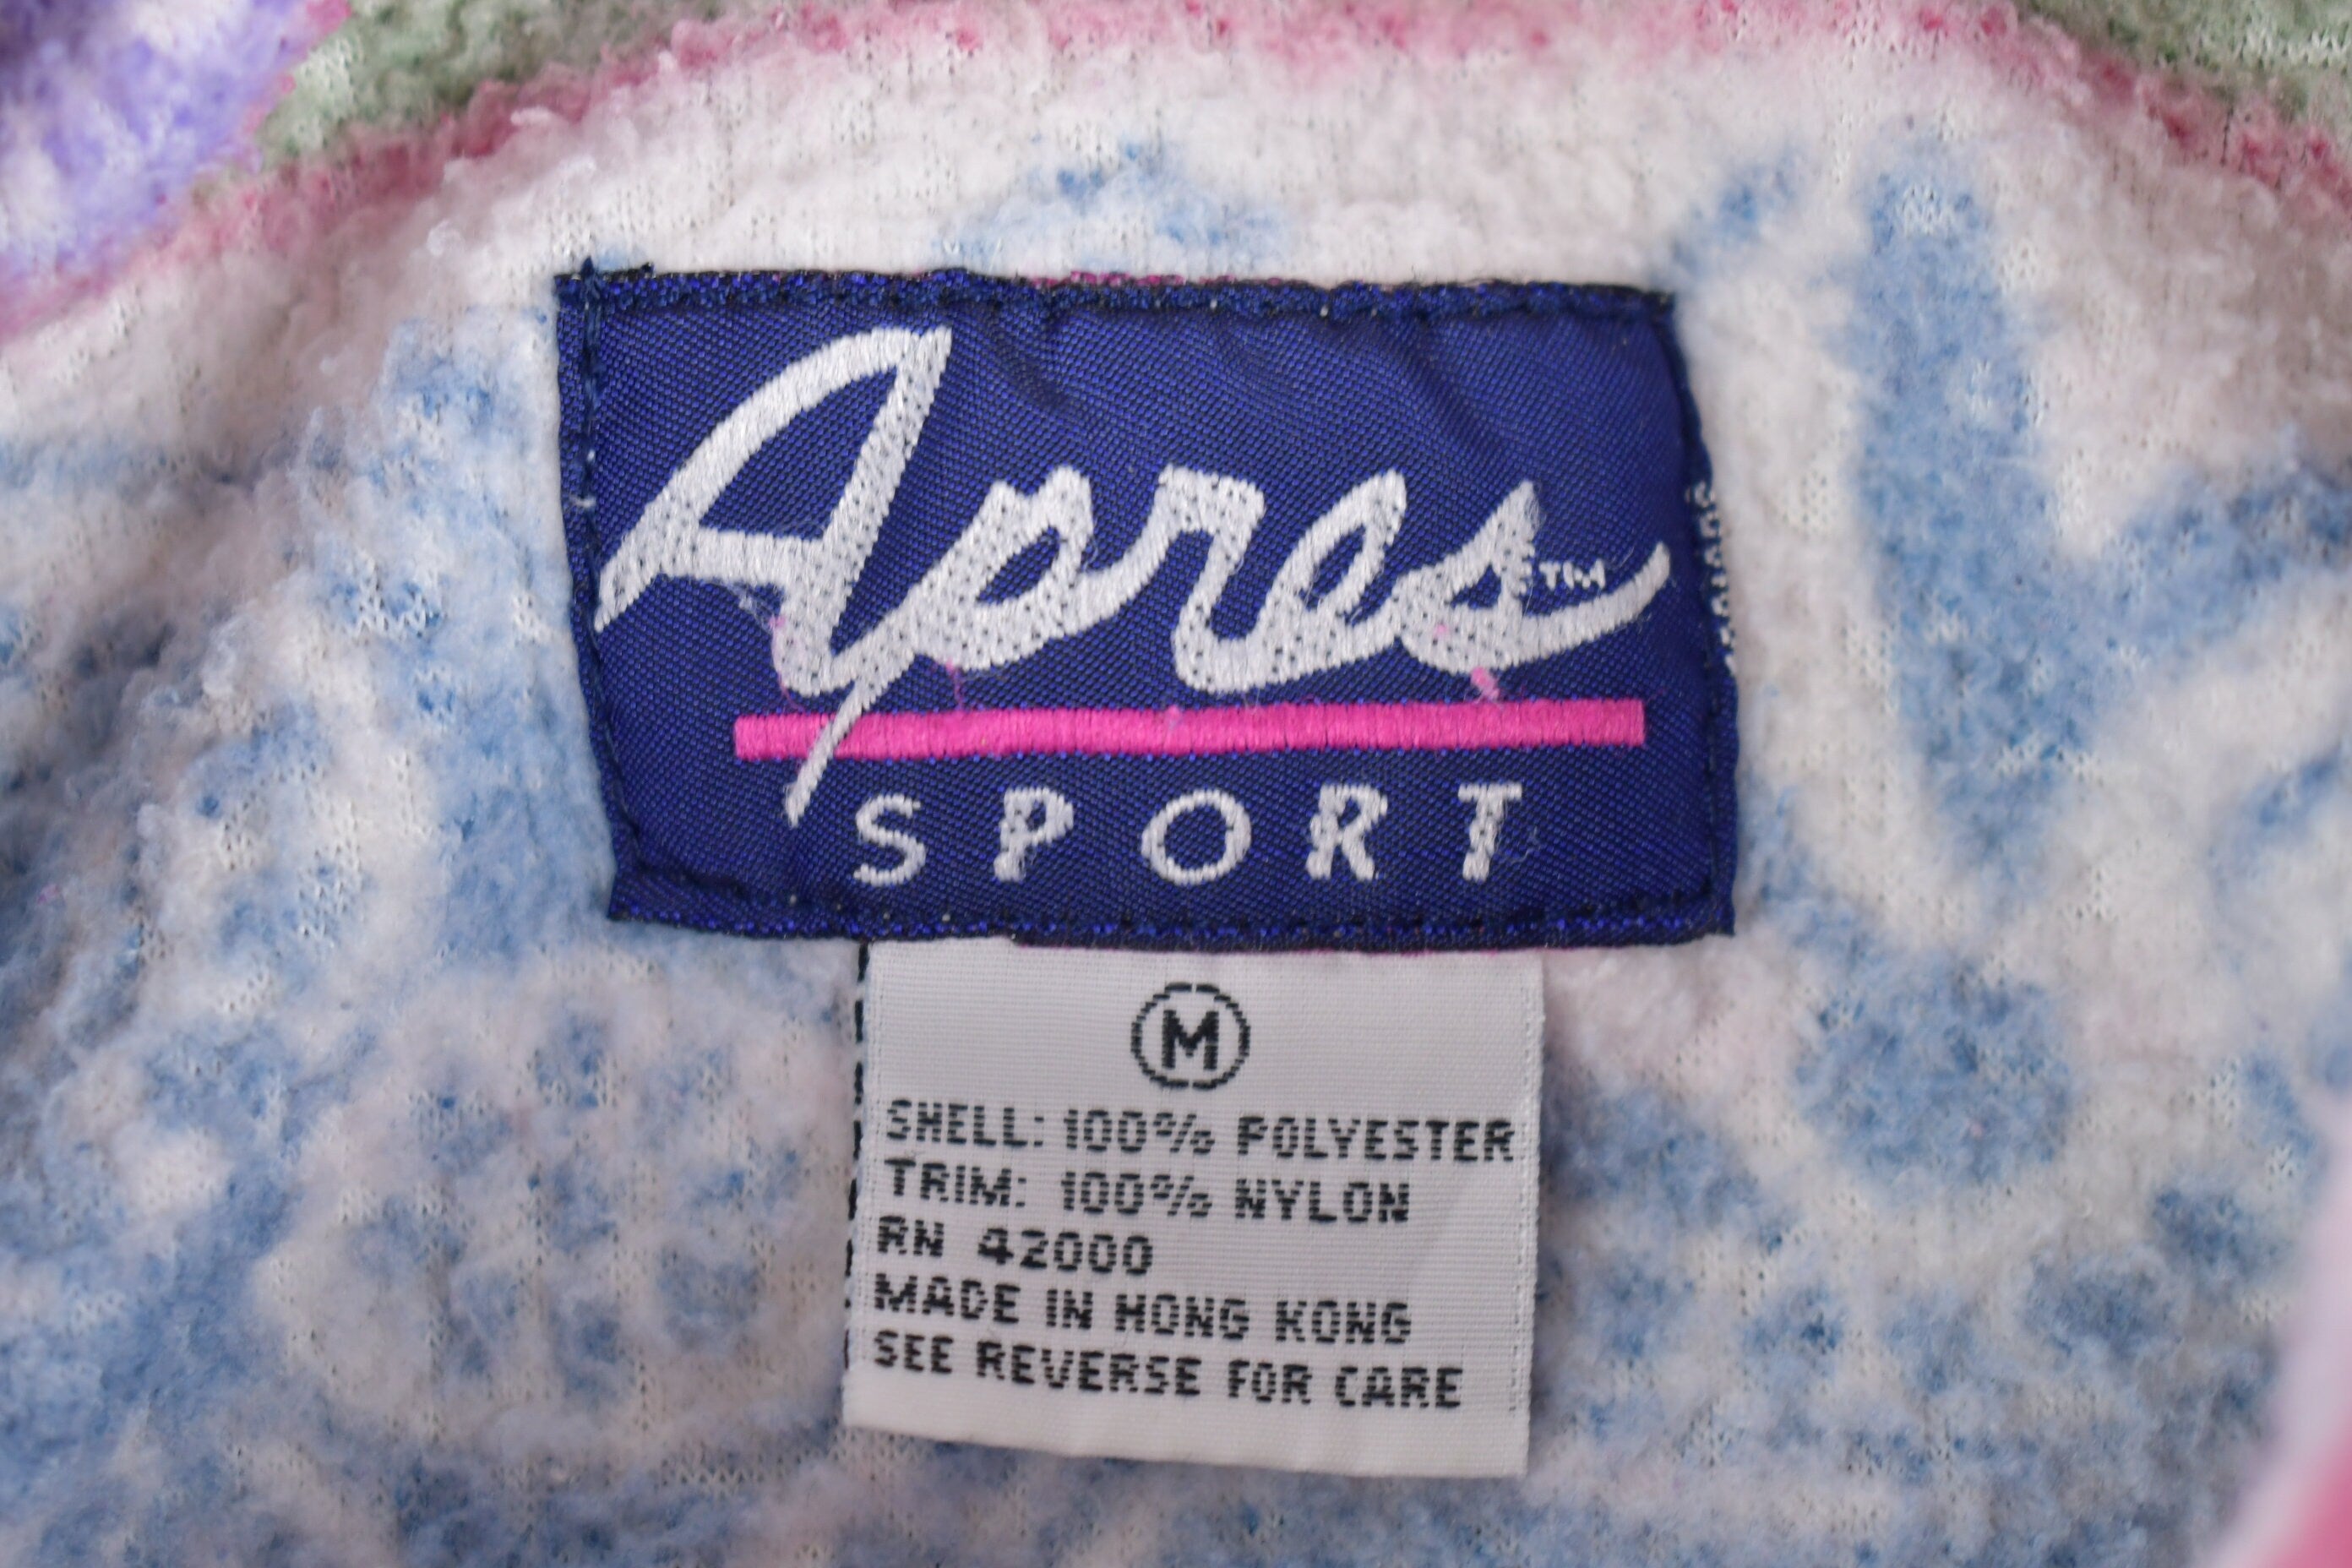 Apres™
SPORT
M
SHELL: 100% POLYESTER
TRIM: 100% NYLON
RN 42000
MADE IN HONG KONG
SEE REVERSE FOR CARE